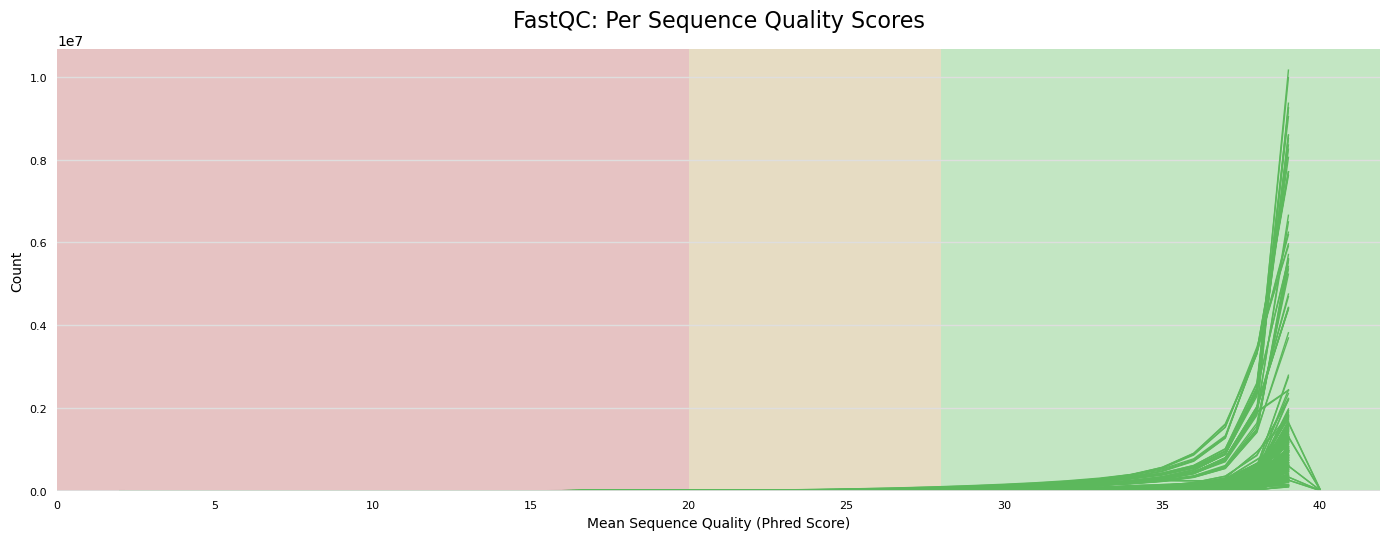 FastQC: Per Sequence Quality Scores
1e7
1.0
0.8
0.6
0.4
0.2
0.0
Count
0 5 10 15 20 25 30 35 40
Mean Sequence Quality (Phred Score)